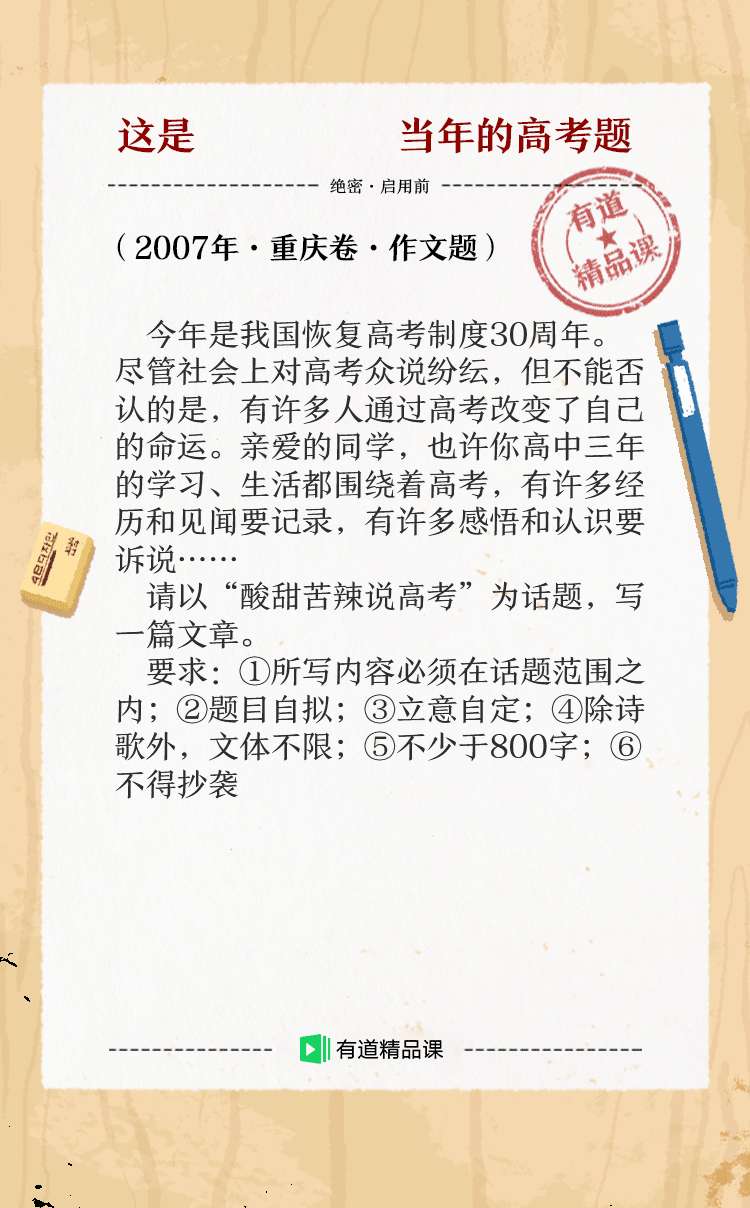 这是 当年的高考题
绝密·启用前
有道
精品课
（2007年·重庆卷·作文题）
今年是我国恢复高考制度30周年。
尽管社会上对高考众说纷纭，但不能否
认的是，有许多人通过高考改变了自己
的命运。亲爱的同学，也许你高中三年
的学习、生活都围绕着高考，有许多经
历和见闻要记录，有许多感悟和认识要
诉说……
请以“酸甜苦辣说高考”为话题，写
一篇文章。
要求：①所写内容必须在话题范围之
内；②题目自拟；③立意自定；④除诗
歌外，文体不限；⑤不少于800字；⑥
不得抄袭
有道精品课